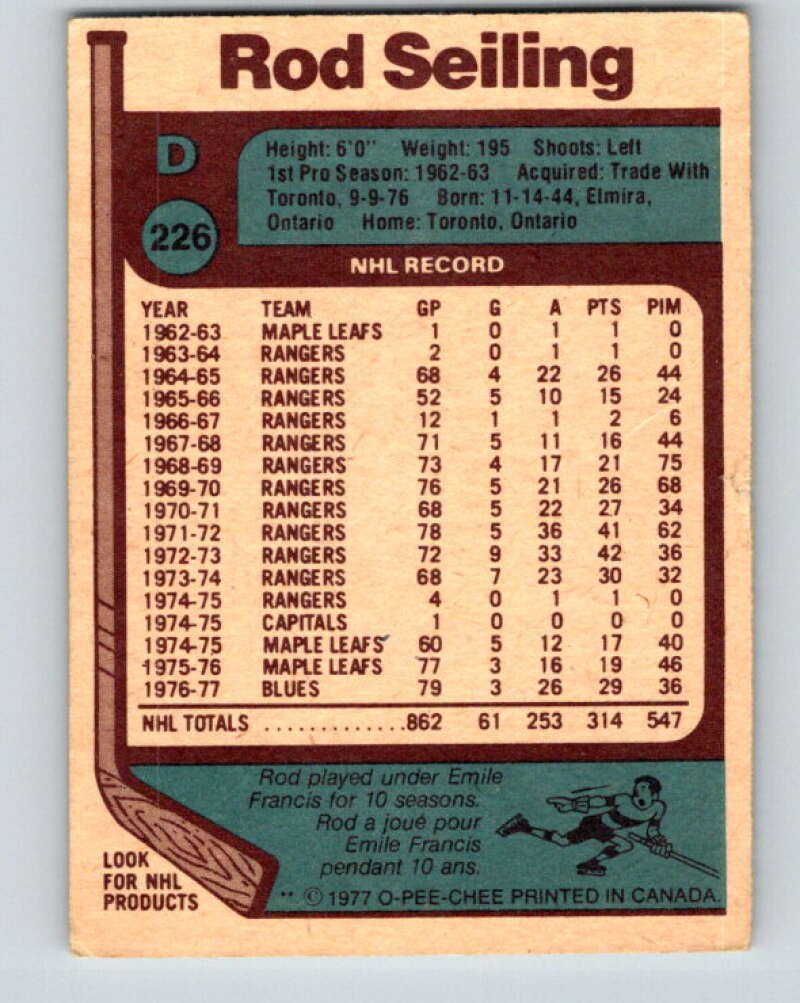 Rod Seiling
D
Height: 6'0" Weight: 195 Shoots: Left
1st Pro Season: 1962-63 Acquired: Trade With
Toronto, 9-9-76 Born: 11-14-44, Elmira,
Ontario Home: Toronto, Ontario
226
NHL RECORD
YEAR TEAM GP G A PTS PIM
1962-63 MAPLE LEAFS 1 0 1 1 0
1963-64 RANGERS 2 0 1 1 0
1964-65 RANGERS 68 4 22 26 44
1965-66 RANGERS 52 5 10 15 24
1966-67 RANGERS 12 1 1 2 6
1967-68 RANGERS 71 5 11 16 44
1968-69 RANGERS 73 4 17 21 75
1969-70 RANGERS 76 5 21 26 68
1970-71 RANGERS 68 5 22 27 34
1971-72 RANGERS 78 5 36 41 62
1972-73 RANGERS 72 9 33 42 36
1973-74 RANGERS 68 7 23 30 32
1974-75 RANGERS 4 0 1 1 0
1974-75 CAPITALS 1 0 0 0 0
1974-75 MAPLE LEAFS 60 5 12 17 40
1975-76 MAPLE LEAFS 77 3 16 19 46
1976-77 BLUES 79 3 26 29 36
NHL TOTALS .............862 61 253 314 547
Rod played under Emile
Francis for 10 seasons.
Rod a joué pour
Emile Francis
pendant 10 ans.
LOOK
FOR NHL
PRODUCTS
** © 1977 O-PEE-CHEE PRINTED IN CANADA.